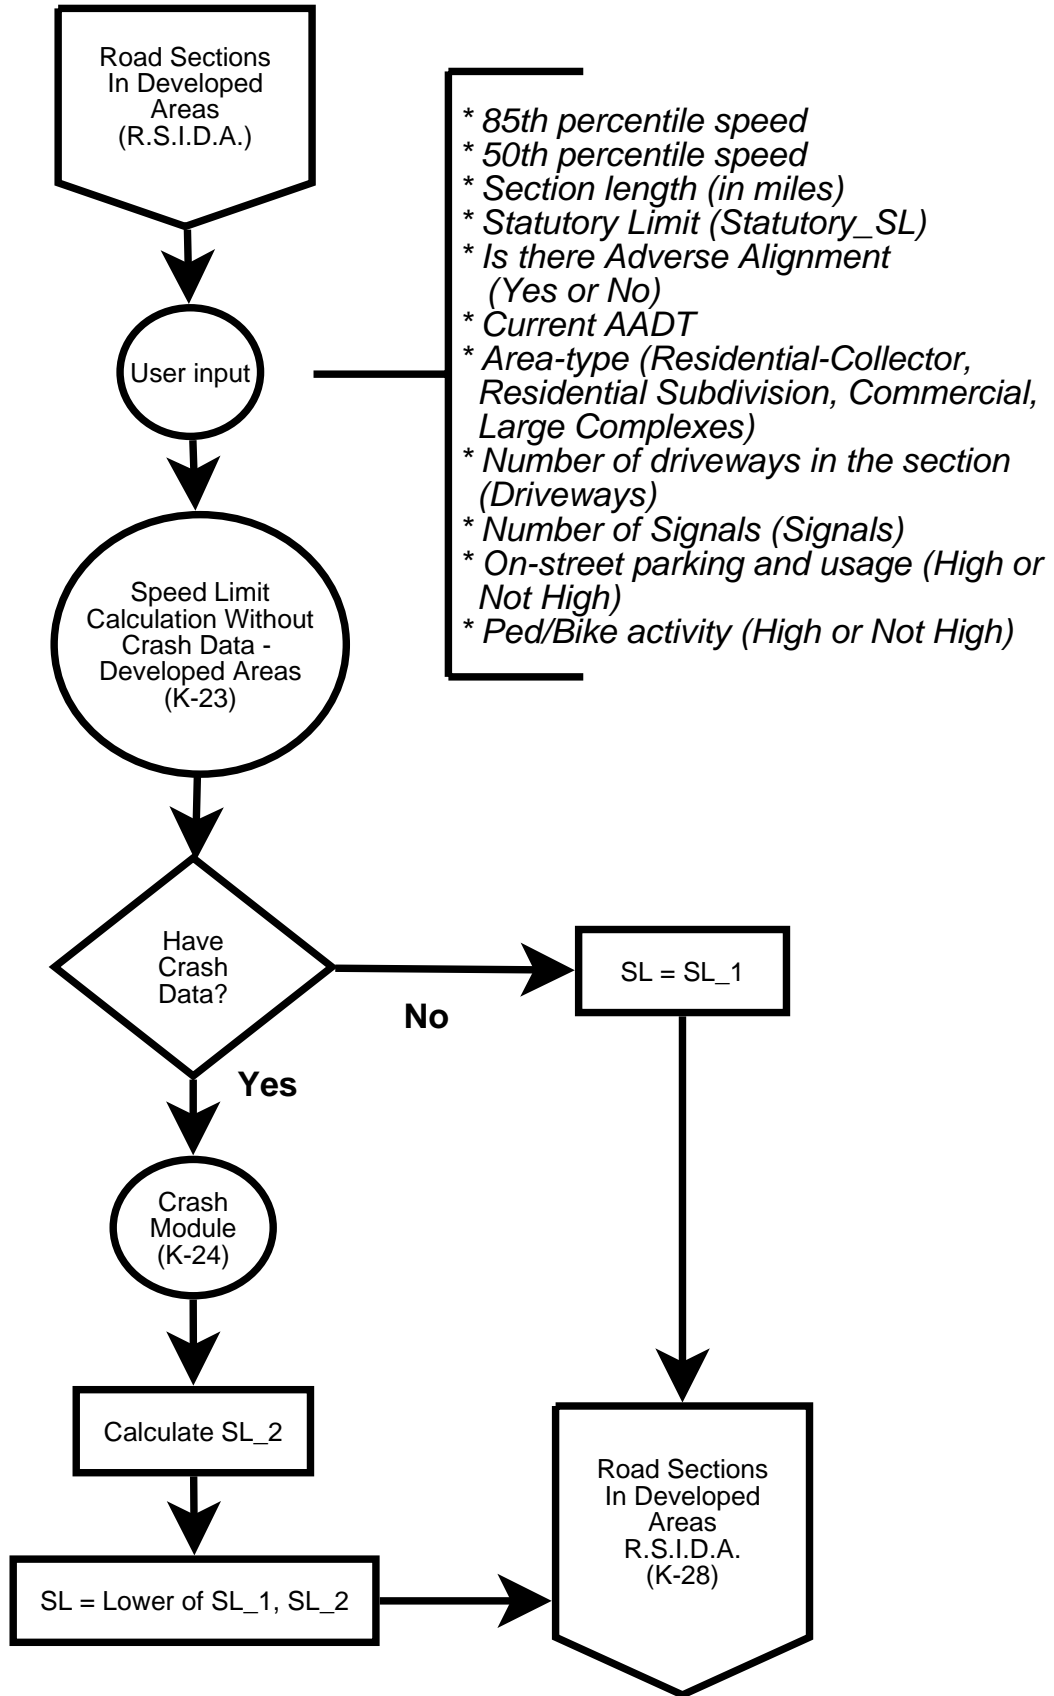 Road Sections
In Developed
Areas
(R.S.I.D.A.)
* 85th percentile speed
* 50th percentile speed
* Section length (in miles)
* Statutory Limit (Statutory_SL)
* Is there Adverse Alignment
(Yes or No)
* Current AADT
* Area-type (Residential-Collector,
Residential Subdivision, Commercial,
Large Complexes)
* Number of driveways in the section
(Driveways)
* Number of Signals (Signals)
* On-street parking and usage (High or
Not High)
* Ped/Bike activity (High or Not High)
User input
Speed Limit
Calculation Without
Crash Data -
Developed Areas
(K-23)
Have
Crash
Data?
No
SL = SL_1
Yes
Crash
Module
(K-24)
Calculate SL_2
SL = Lower of SL_1, SL_2
Road Sections
In Developed
Areas
R.S.I.D.A.
(K-28)